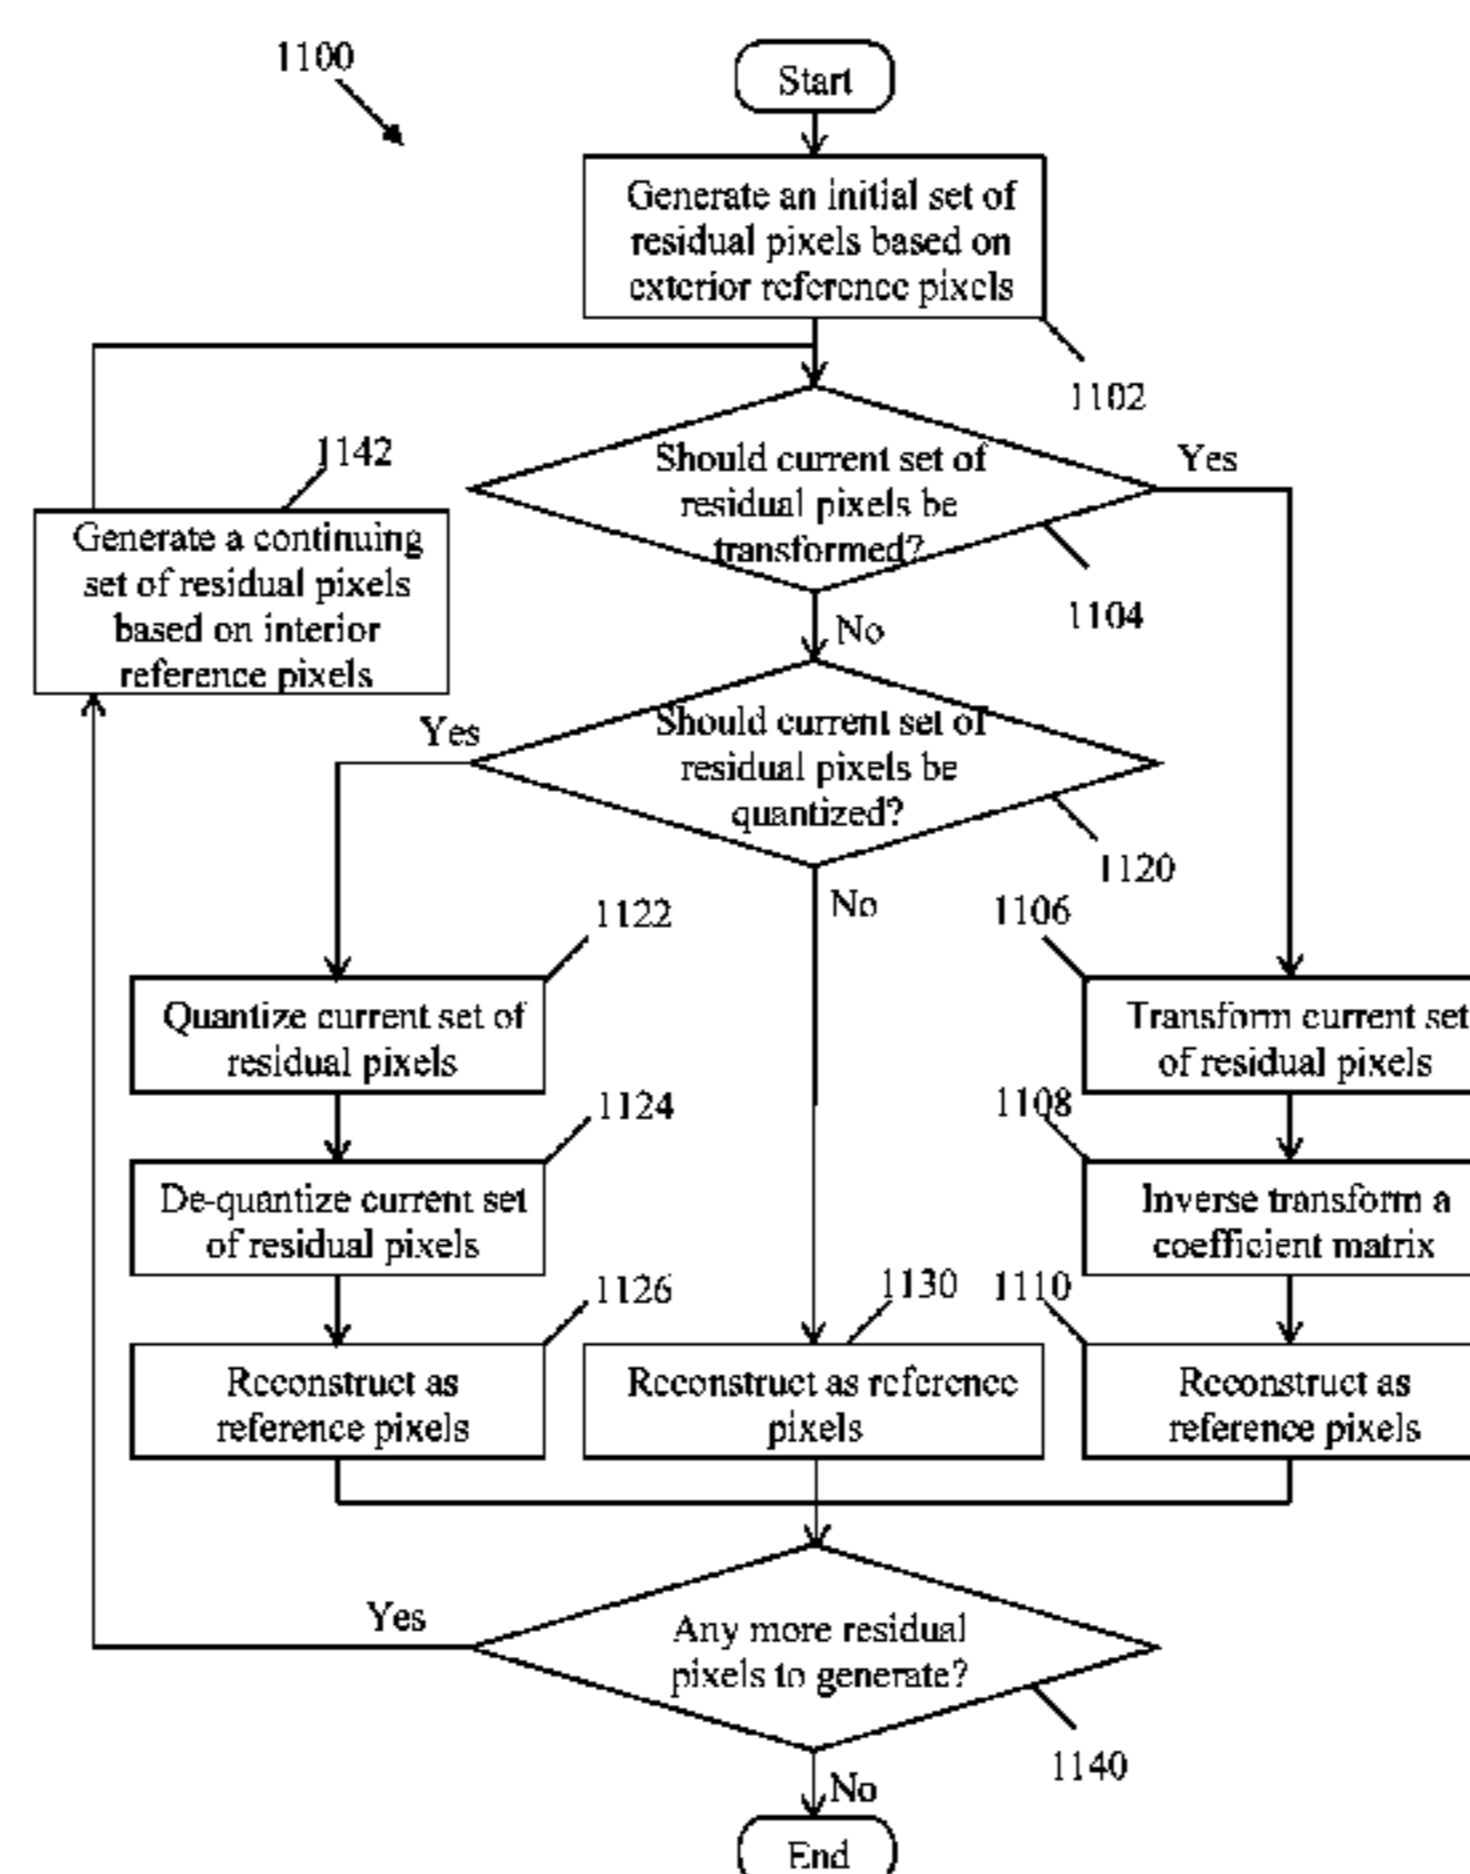 1100
Start
Generate an initial set of
residual pixels based on
exterior reference pixels
1102
1142
Generate a continuing
set of residual pixels
based on interior
reference pixels
Should current set of
residual pixels be
transformed?
Yes
1104
No
Should current set of
residual pixels be
quantized?
Yes
1120
No
1122
Quantize current set of
residual pixels
1106
Transform current set
of residual pixels
1124
De-quantize current set
of residual pixels
1108
Inverse transform a
coefficient matrix
1126
Reconstruct as
reference pixels
1130
Reconstruct as reference
pixels
1110
Reconstruct as
reference pixels
Yes
Any more residual
pixels to generate?
1140
No
End